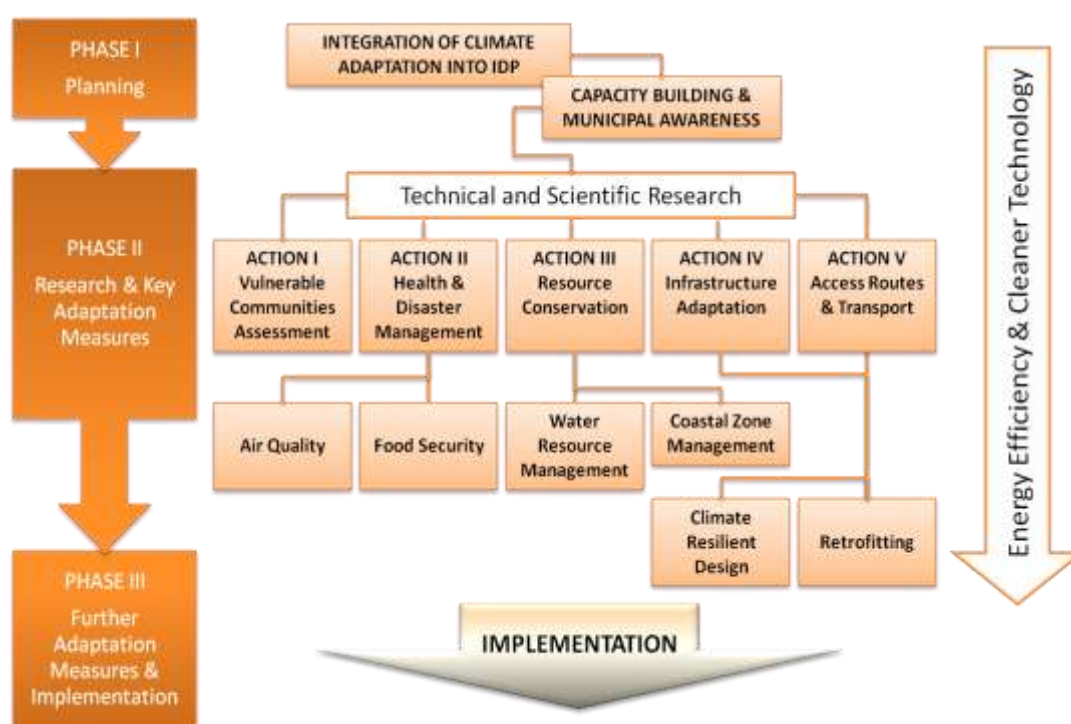 PHASE I
Planning
PHASE II
Research & Key
Adaptation
Measures
PHASE III
Further
Adaptation
Measures &
Implementation
INTEGRATION OF CLIMATE
ADAPTATION INTO IDP
CAPACITY BUILDING &
MUNICIPAL AWARENESS
Technical and Scientific Research
ACTION I
Vulnerable
Communities
Assessment
ACTION II
Health &
Disaster
Management
ACTION III
Resource
Conservation
ACTION IV
Infrastructure
Adaptation
ACTION V
Access Routes
& Transport
Air Quality
Food Security
Water
Resource
Management
Coastal Zone
Management
Climate
Resilient
Design
Retrofitting
IMPLEMENTATION
Energy Efficiency & Cleaner Technology